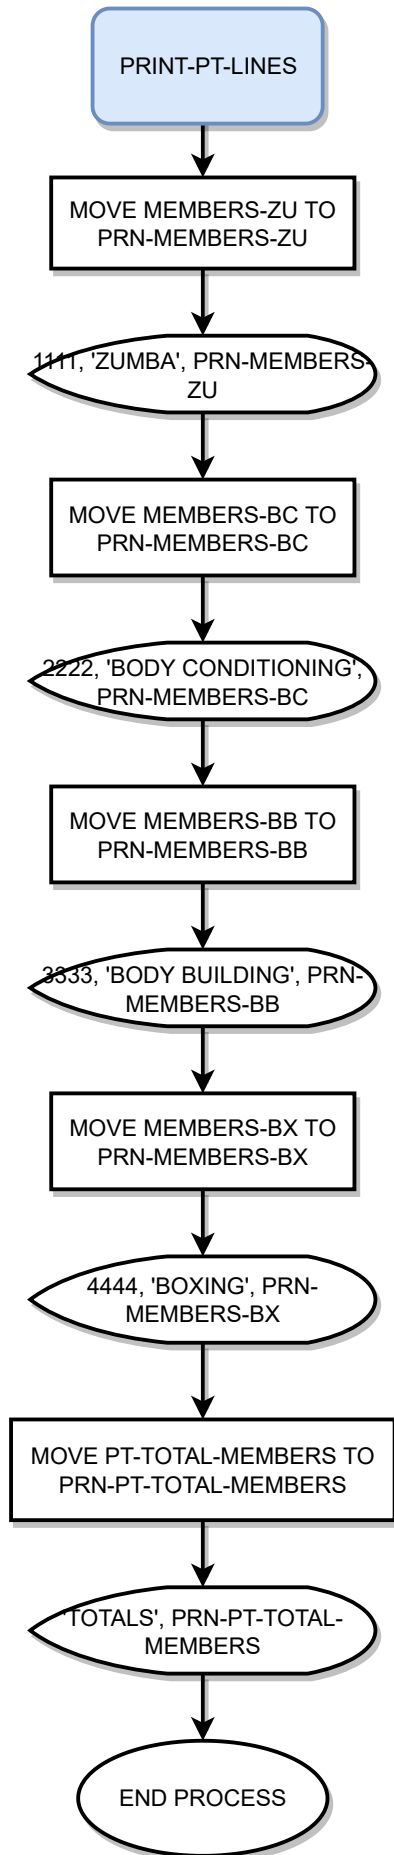 PRINT-PT-LINES
MOVE MEMBERS-ZU TO
PRN-MEMBERS-ZU
1111, 'ZUMBA', PRN-MEMBERS-
ZU
MOVE MEMBERS-BC TO
PRN-MEMBERS-BC
2222, 'BODY CONDITIONING',
PRN-MEMBERS-BC
MOVE MEMBERS-BB TO
PRN-MEMBERS-BB
3333, 'BODY BUILDING', PRN-
MEMBERS-BB
MOVE MEMBERS-BX TO
PRN-MEMBERS-BX
4444, 'BOXING', PRN-
MEMBERS-BX
MOVE PT-TOTAL-MEMBERS TO
PRN-PT-TOTAL-MEMBERS
'TOTALS', PRN-PT-TOTAL-
MEMBERS
END PROCESS